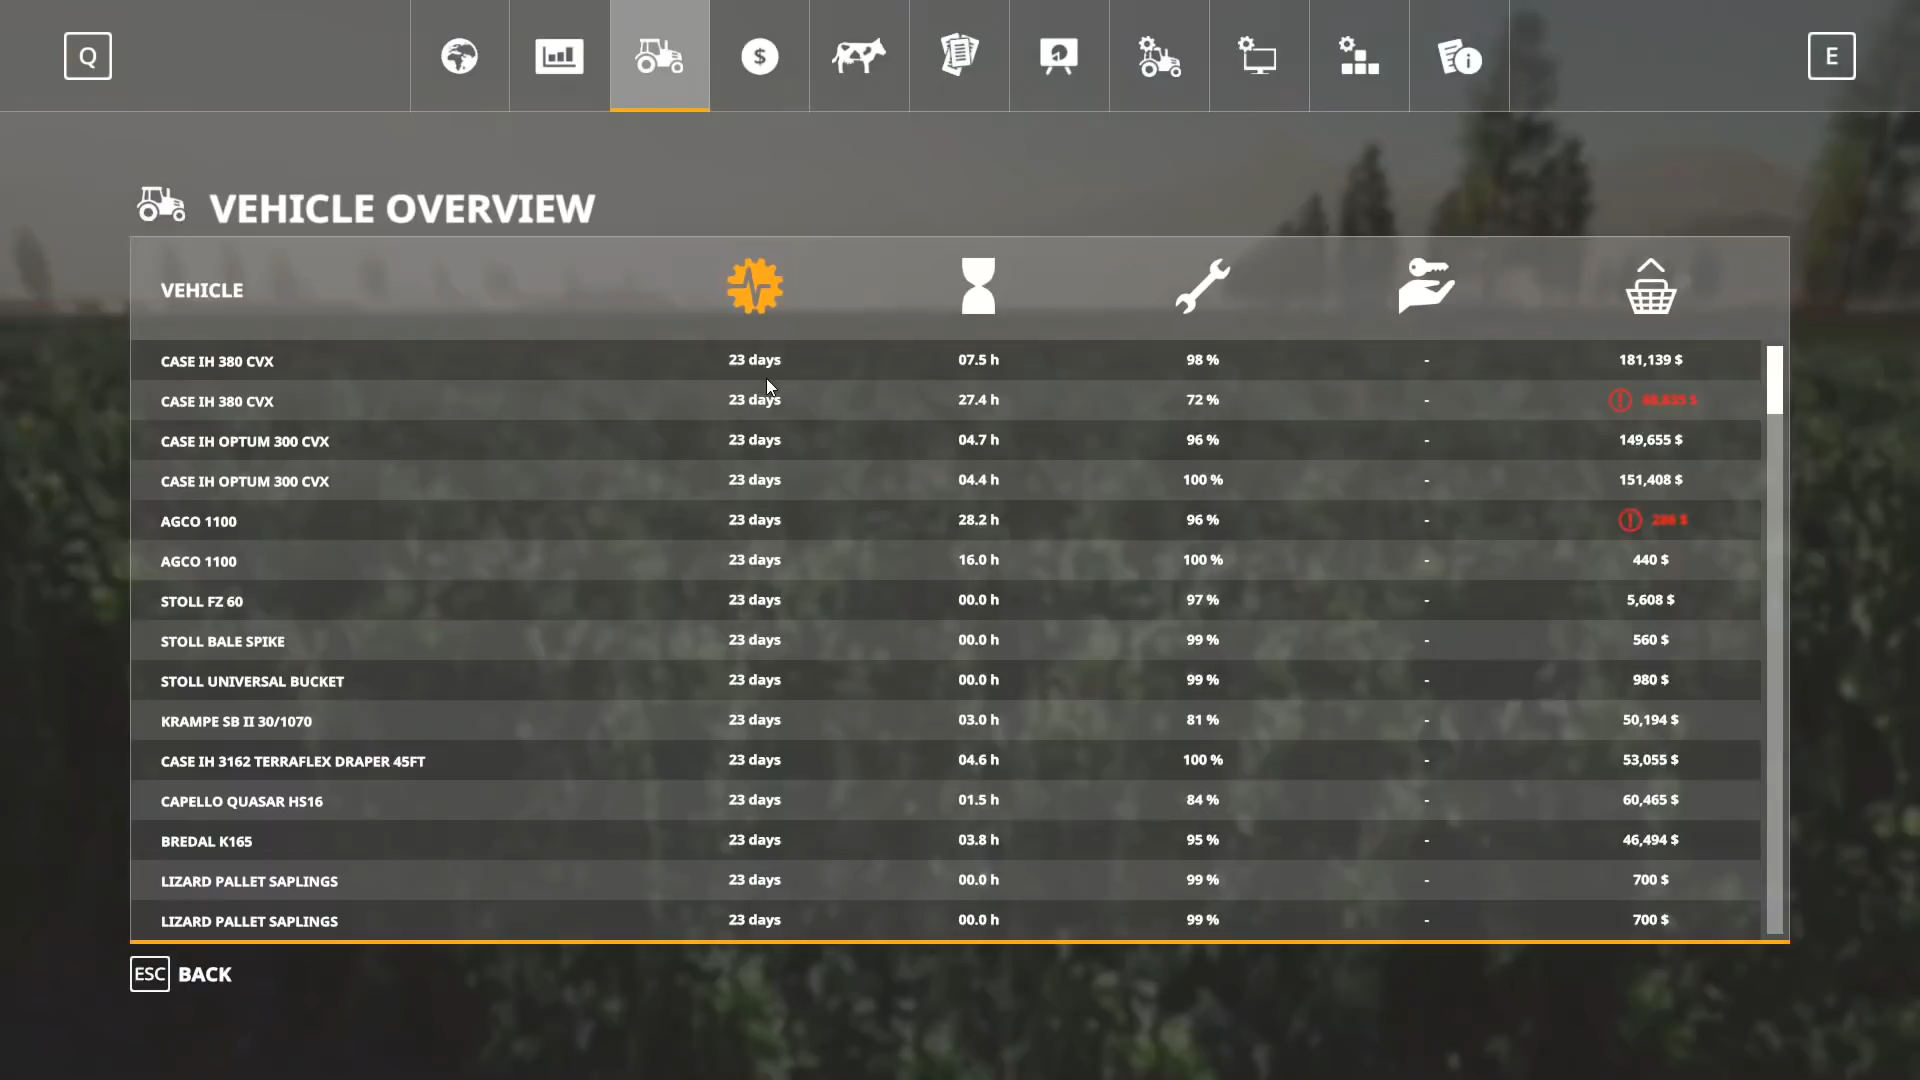 Q
E
VEHICLE OVERVIEW
VEHICLE
CASE IH 380 CVX 23 days 07.5 h 98 % - 181,139 $
CASE IH 380 CVX 23 days 27.4 h 72 % - $
CASE IH OPTUM 300 CVX 23 days 04.7 h 96 % - 149,655 $
CASE IH OPTUM 300 CVX 23 days 04.4 h 100 % - 151,408 $
AGCO 1100 23 days 28.2 h 96 % - 286 $
AGCO 1100 23 days 16.0 h 100 % - 440 $
STOLL FZ 60 23 days 00.0 h 97 % - 5,608 $
STOLL BALE SPIKE 23 days 00.0 h 99 % - 560 $
STOLL UNIVERSAL BUCKET 23 days 00.0 h 99 % - 980 $
KRAMPE SB II 30/1070 23 days 03.0 h 81 % - 50,194 $
CASE IH 3162 TERRAFLEX DRAPER 45FT 23 days 04.6 h 100 % - 53,055 $
CAPELLO QUASAR HS16 23 days 01.5 h 84 % - 60,465 $
BREDAL K165 23 days 03.8 h 95 % - 46,494 $
LIZARD PALLET SAPLINGS 23 days 00.0 h 99 % - 700 $
LIZARD PALLET SAPLINGS 23 days 00.0 h 99 % - 700 $
ESC BACK